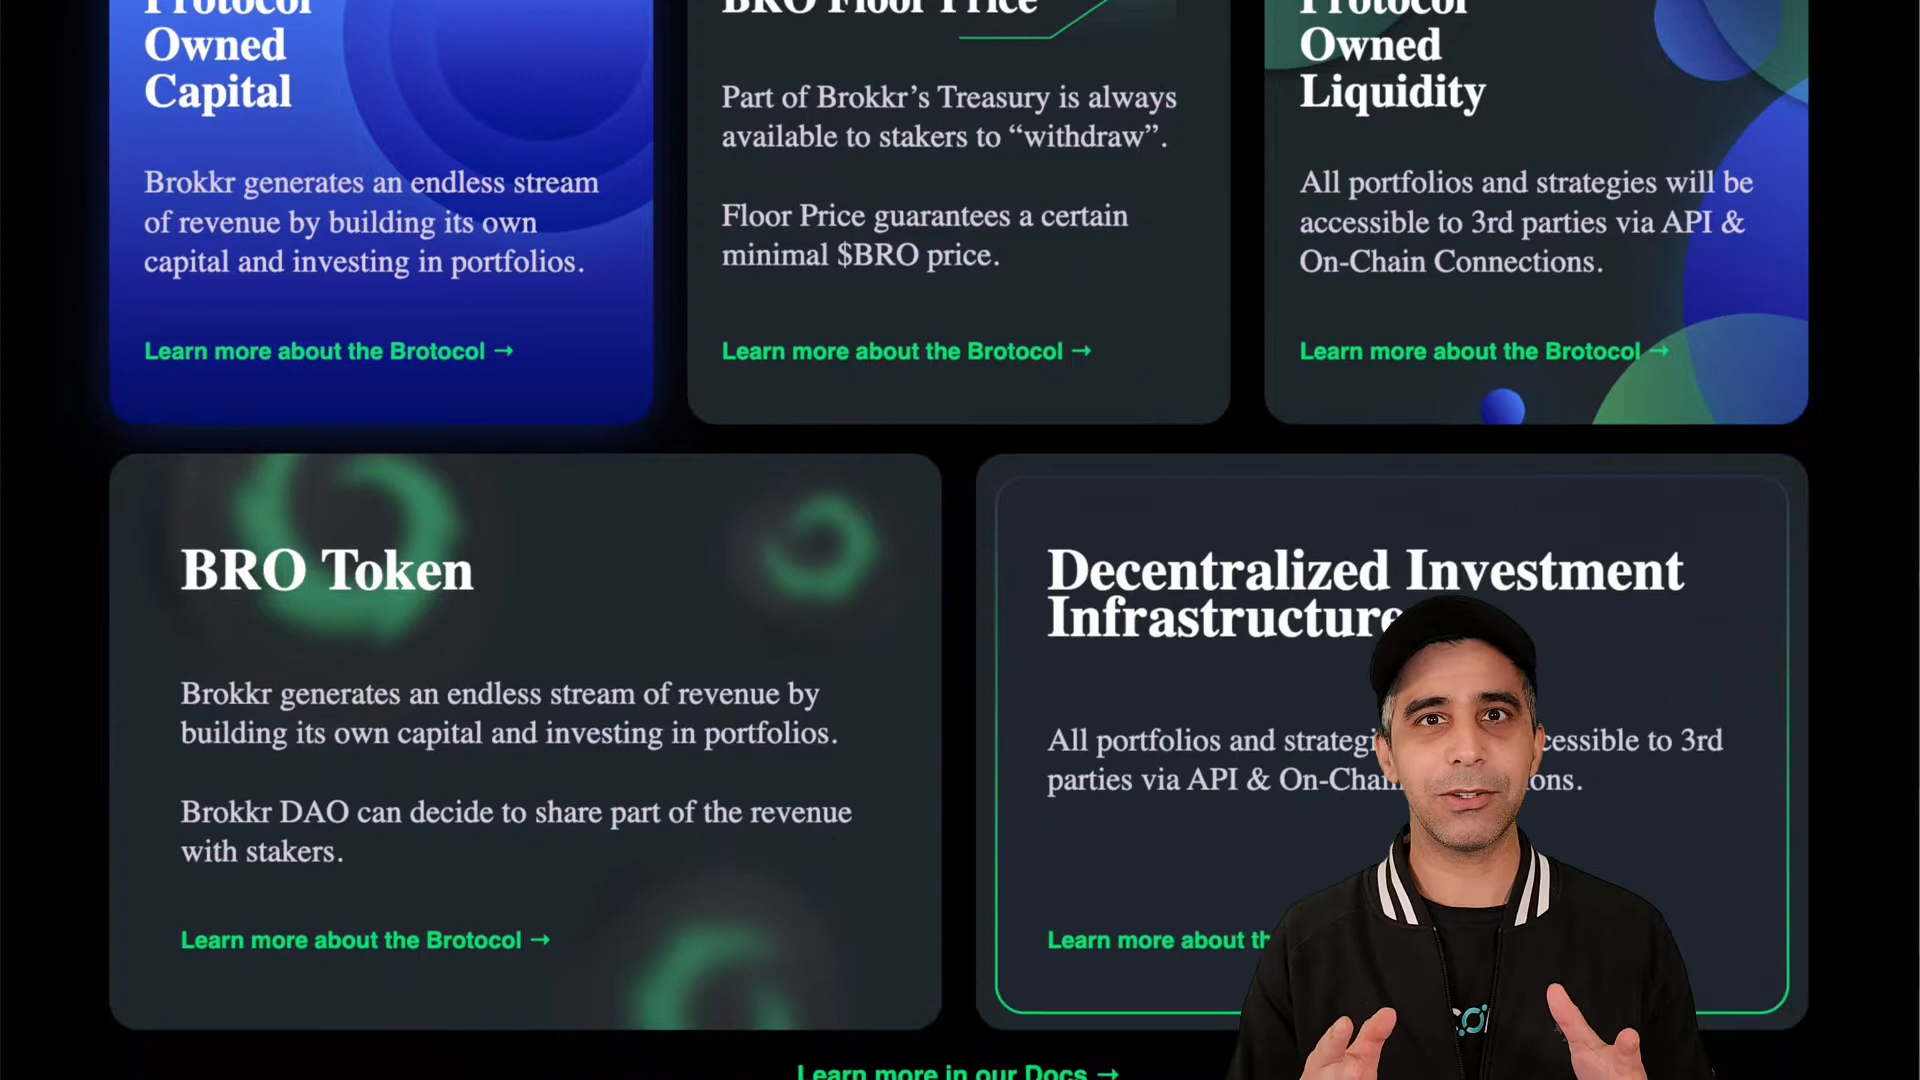 Protocol
Owned
Capital
Brokkr generates an endless stream
of revenue by building its own
capital and investing in portfolios.
Learn more about the Brotocol →
BRO Floor Price
Part of Brokkr’s Treasury is always
available to stakers to “withdraw”.
Floor Price guarantees a certain
minimal $BRO price.
Learn more about the Brotocol →
Protocol
Owned
Liquidity
All portfolios and strategies will be
accessible to 3rd parties via API &
On-Chain Connections.
Learn more about the Brotocol →
BRO Token
Brokkr generates an endless stream of revenue by
building its own capital and investing in portfolios.
Brokkr DAO can decide to share part of the revenue
with stakers.
Learn more about the Brotocol →
Decentralized Investment
Infrastructure
All portfolios and to 3rd
parties via API & On-Chain
Learn more about
Learn more in our Docs →